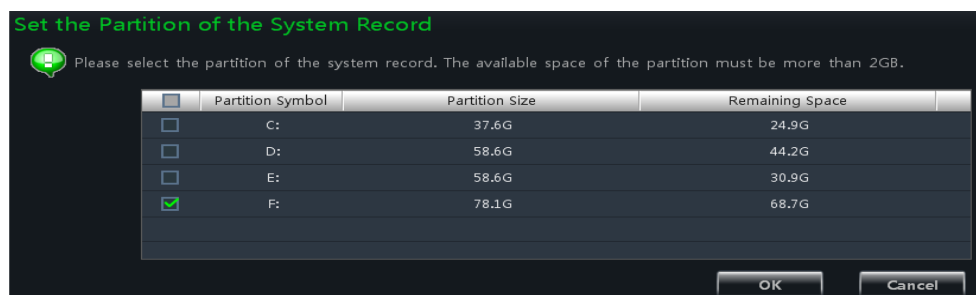 Set the Partition of the System Record
Please select the partition of the system record. The available space of the partition must be more than 2GB.
Partition Symbol Partition Size Remaining Space
C: 37.6G 24.9G
D: 58.6G 44.2G
E: 58.6G 30.9G
F: 78.1G 68.7G
OK Cancel